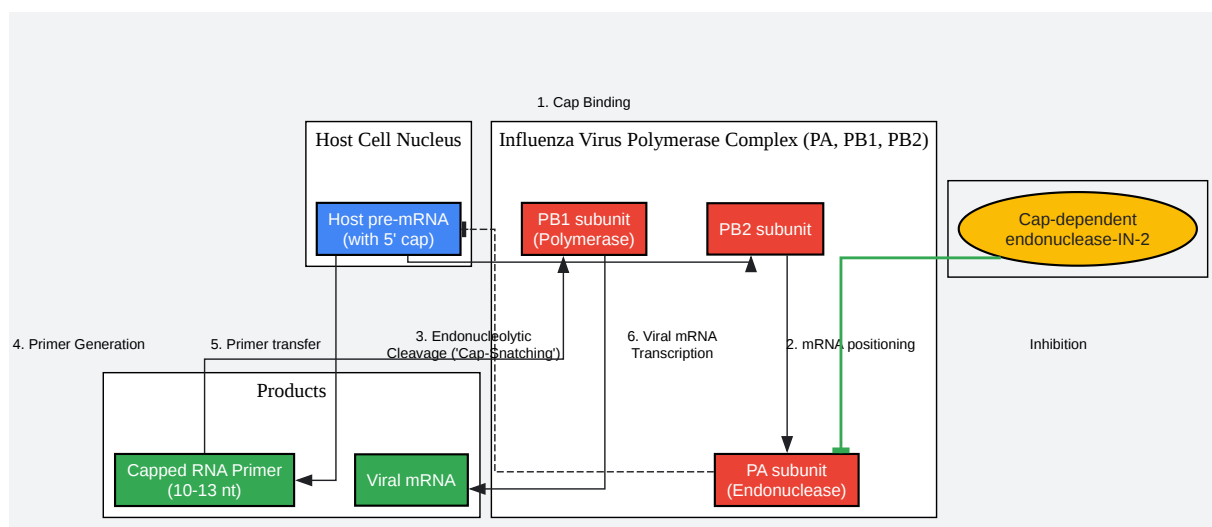 1. Cap Binding
Host Cell Nucleus
Influenza Virus Polymerase Complex (PA, PB1, PB2)
Host pre-mRNA
(with 5' cap)
PB1 subunit
(Polymerase)
PB2 subunit
Cap-dependent
endonuclease-IN-2
4. Primer Generation
5. Primer transfer
3. Endonucleolytic
Cleavage ('Cap-Snatching')
6. Viral mRNA
Transcription
2. mRNA positioning
Inhibition
Products
Capped RNA Primer
(10-13 nt)
Viral mRNA
PA subunit
(Endonuclease)